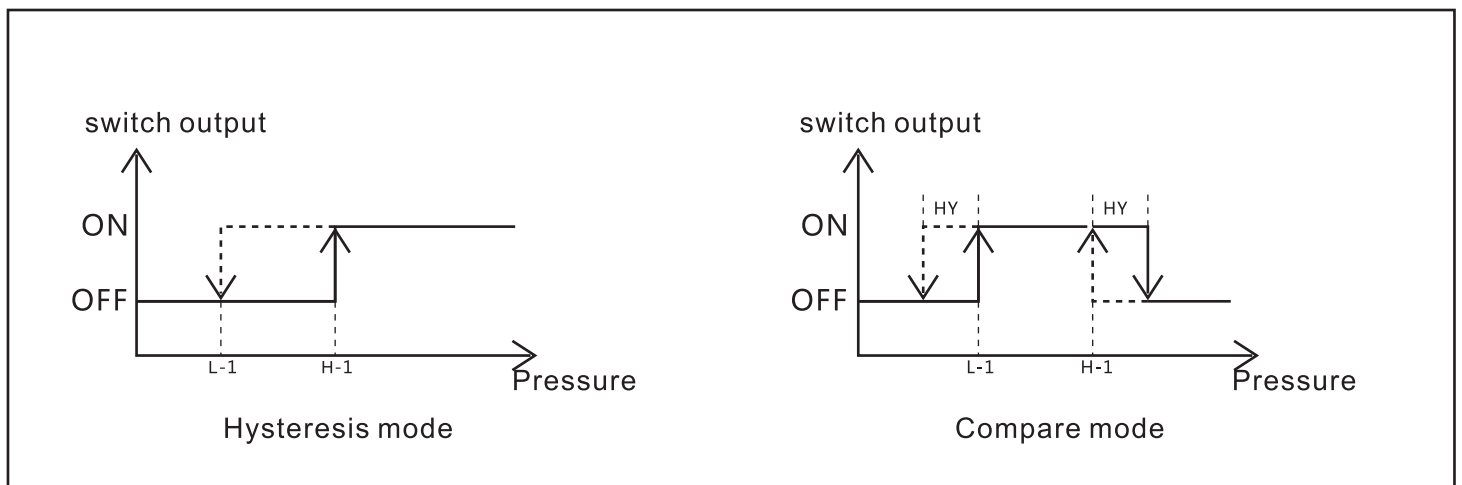 switch output
ON
OFF
L-1 H-1
Pressure
Hysteresis mode
switch output
HY HY
ON
OFF
L-1 H-1
Pressure
Compare mode